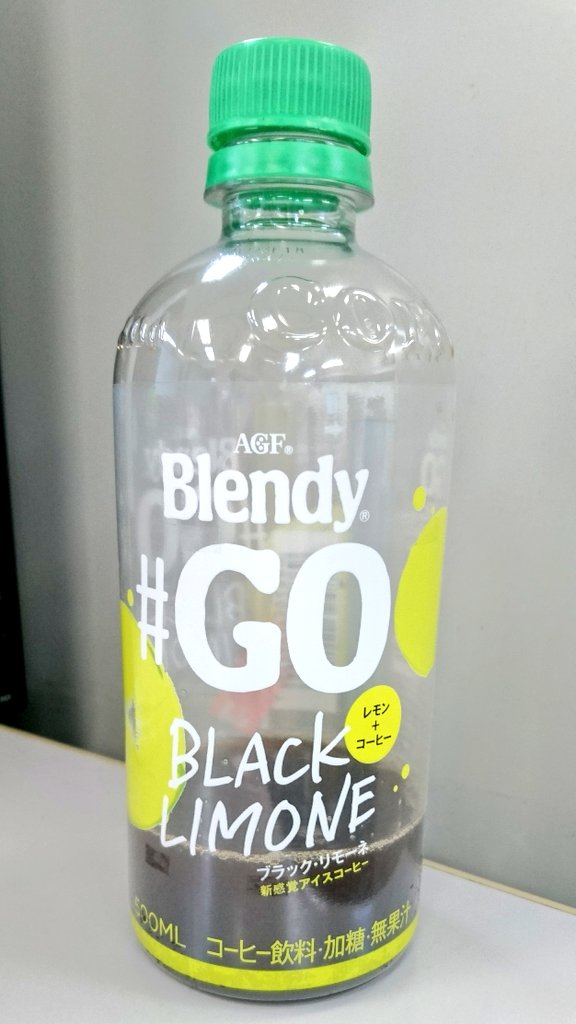 AGF®
Blendy®
#GO
レモン
+
コーヒー
BLACK
LIMONE
ブラック・リモーネ
新感覚アイスコーヒー
500ML コーヒー飲料・加糖・無果汁